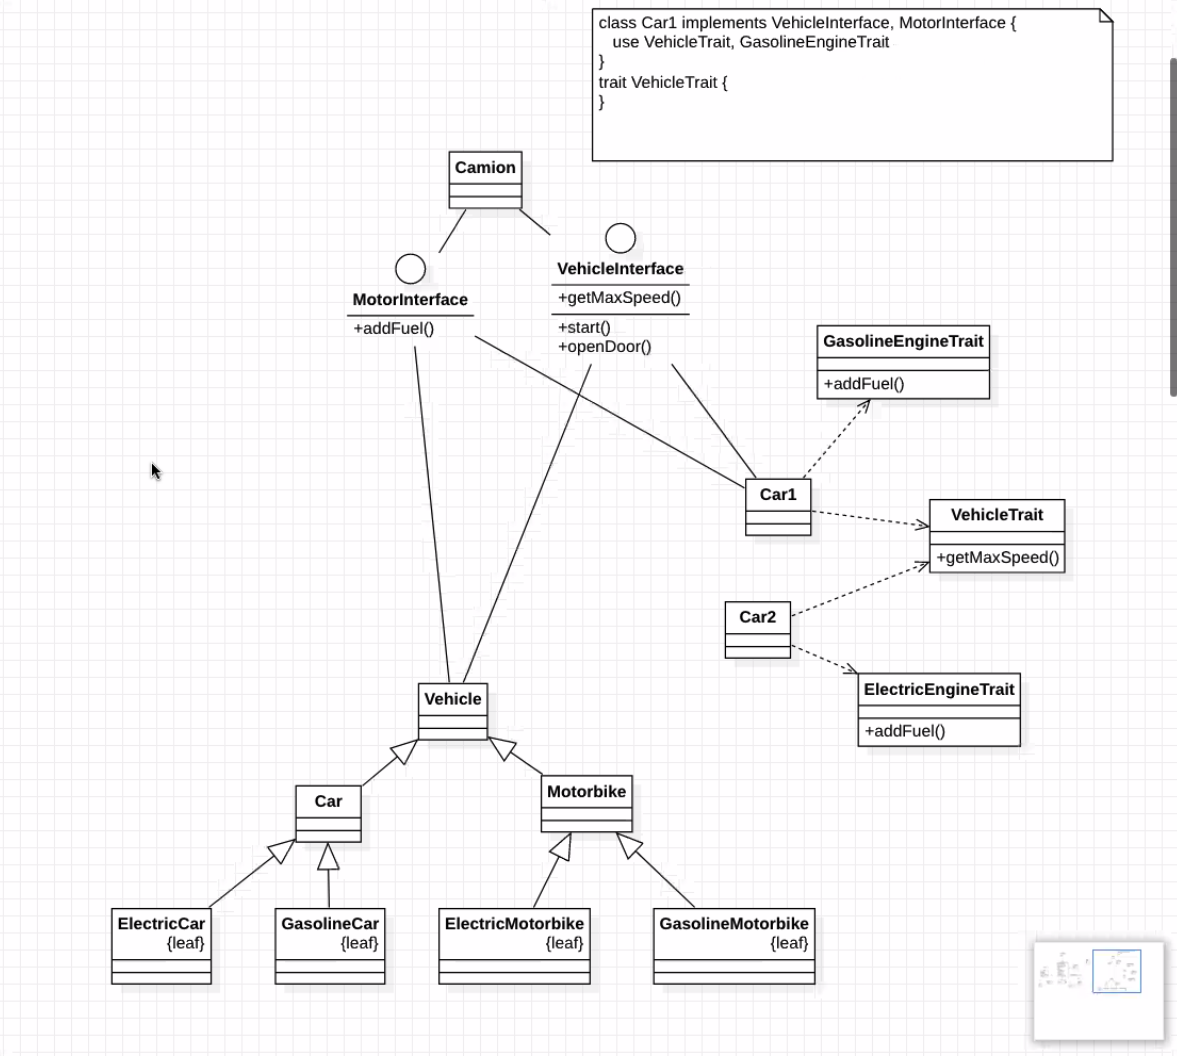 class Car1 implements VehicleInterface, MotorInterface {
use VehicleTrait, GasolineEngineTrait
}
trait VehicleTrait {
}
Camion
VehicleInterface
+getMaxSpeed()
+start()
+openDoor()
MotorInterface
+addFuel()
GasolineEngineTrait
+addFuel()
Car1
VehicleTrait
+getMaxSpeed()
Car2
ElectricEngineTrait
+addFuel()
Vehicle
Car
Motorbike
ElectricCar
{leaf}
GasolineCar
{leaf}
ElectricMotorbike
{leaf}
GasolineMotorbike
{leaf}